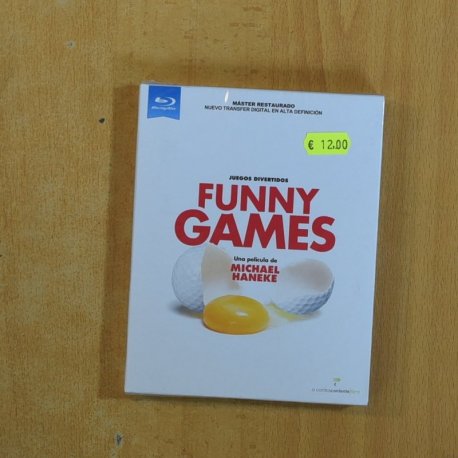 Blu-ray Disc
MÁSTER RESTAURADO
NUEVO TRANSFER DIGITAL EN ALTA DEFINICIÓN
€ 12.00
JUEGOS DIVERTIDOS
FUNNY
GAMES
Una película de
MICHAEL
HANEKE